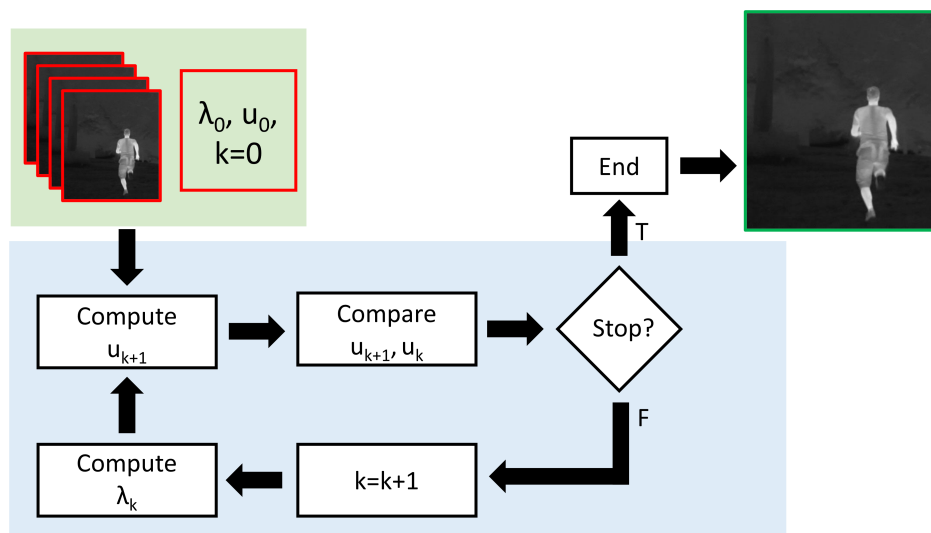 λ₀, u₀,
k=0
End
T
Compute
uₖ₊₁
Compare
uₖ₊₁, uₖ
Stop?
F
Compute
λₖ
k=k+1